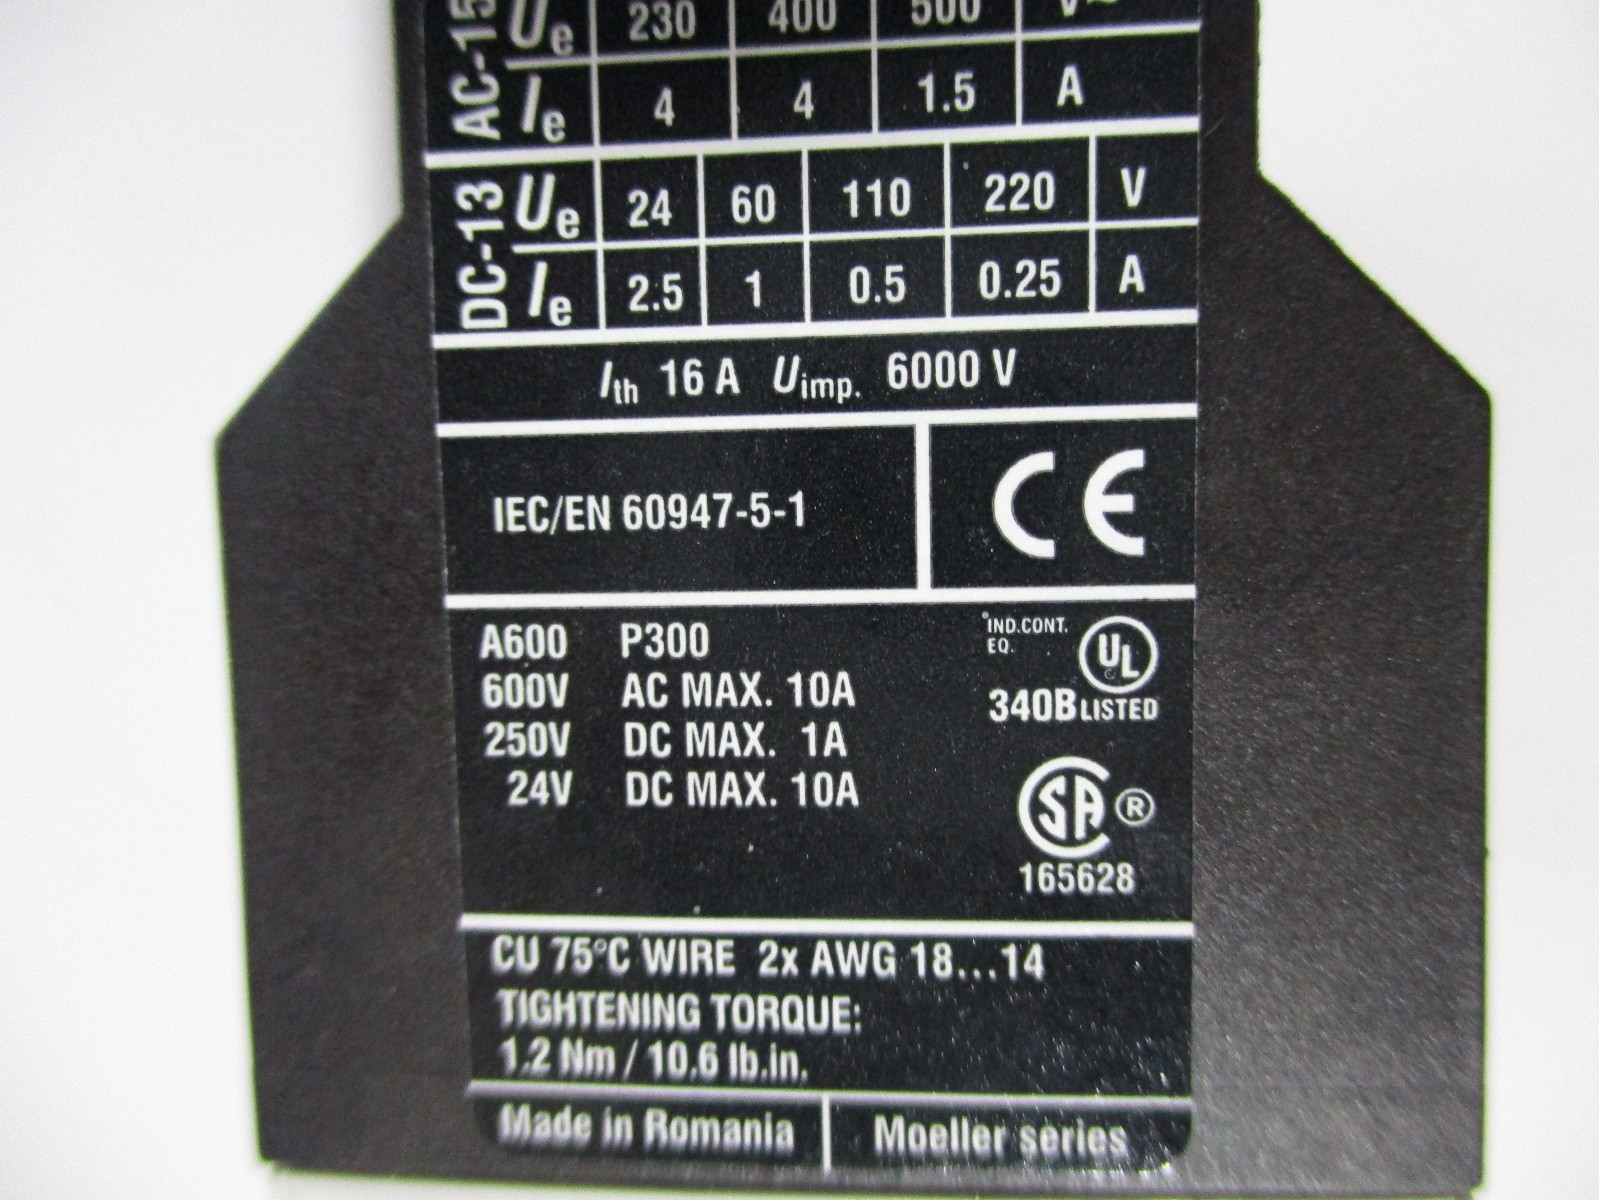 AC-15 Ue 230 400 500 V~
Ie 4 4 1.5 A
DC-13 Ue 24 60 110 220 V
Ie 2.5 1 0.5 0.25 A
Ith 16 A Uimp. 6000 V
IEC/EN 60947-5-1 CE
A600 P300
600V AC MAX. 10A
250V DC MAX. 1A
24V DC MAX. 10A
IND.CONT.
EQ. UL
340B LISTED
SA ®
165628
CU 75°C WIRE 2x AWG 18...14
TIGHTENING TORQUE:
1.2 Nm / 10.6 lb.in.
Made in Romania Moeller series